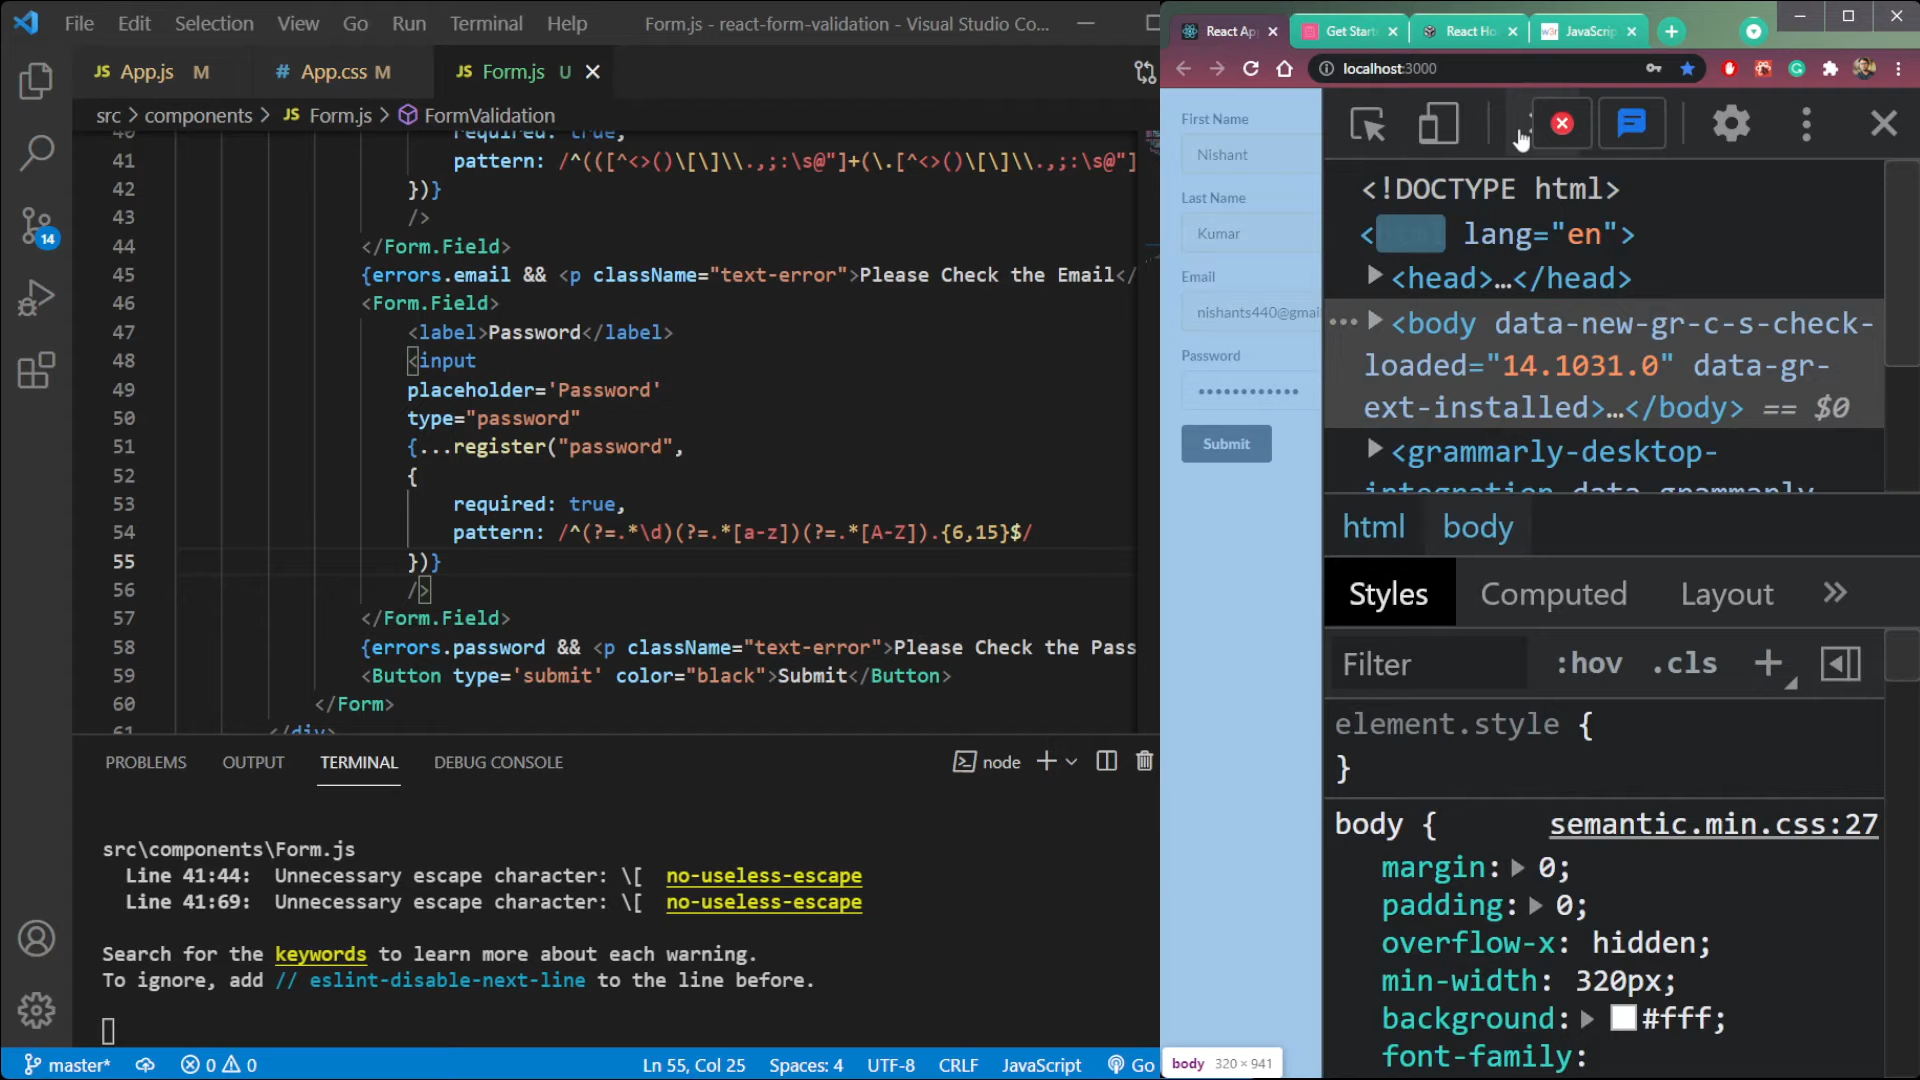 File Edit Selection View Go Run Terminal Help Form.js - react-form-validation - Visual Studio Co...
JS App.js M # App.css M JS Form.js U
src > components > JS Form.js > FormValidation
40 required: true,
41 pattern: /^(([^<>()\[\]\\.,;:\s@"]+(\.[^<>()\[\]\\.,;:\s@"]
42 })}
43 />
44 </Form.Field>
45 {errors.email && <p className="text-error">Please Check the Email</
46 <Form.Field>
47 <label>Password</label>
48 <input
49 placeholder='Password'
50 type="password"
51 {...register("password",
52 {
53 required: true,
54 pattern: /^(?=.*\d)(?=.*[a-z])(?=.*[A-Z]).{6,15}$/
55 })}
56 />
57 </Form.Field>
58 {errors.password && <p className="text-error">Please Check the Pass
59 <Button type='submit' color="black">Submit</Button>
60 </Form>
61 </div>
PROBLEMS OUTPUT TERMINAL DEBUG CONSOLE node
src\components\Form.js
Line 41:44: Unnecessary escape character: \[ no-useless-escape
Line 41:69: Unnecessary escape character: \[ no-useless-escape
Search for the keywords to learn more about each warning.
To ignore, add // eslint-disable-next-line to the line before.
14
master* 0 0 Ln 55, Col 25 Spaces: 4 UTF-8 CRLF JavaScript Go
React Ap Get Start React Ho w3r JavaScrip
localhost:3000
First Name
Nishant
Last Name
Kumar
Email
nishants440@gmai
Password
Submit
body 320 × 941
<!DOCTYPE html>
< lang="en">
<head>…</head>
<body data-new-gr-c-s-check-
loaded="14.1031.0" data-gr-
ext-installed>…</body> == $0
<grammarly-desktop-
integration data-grammarly
html body
Styles Computed Layout
Filter :hov .cls
element.style {
}
body { semantic.min.css:27
margin: 0;
padding: 0;
overflow-x: hidden;
min-width: 320px;
background: #fff;
font-family: